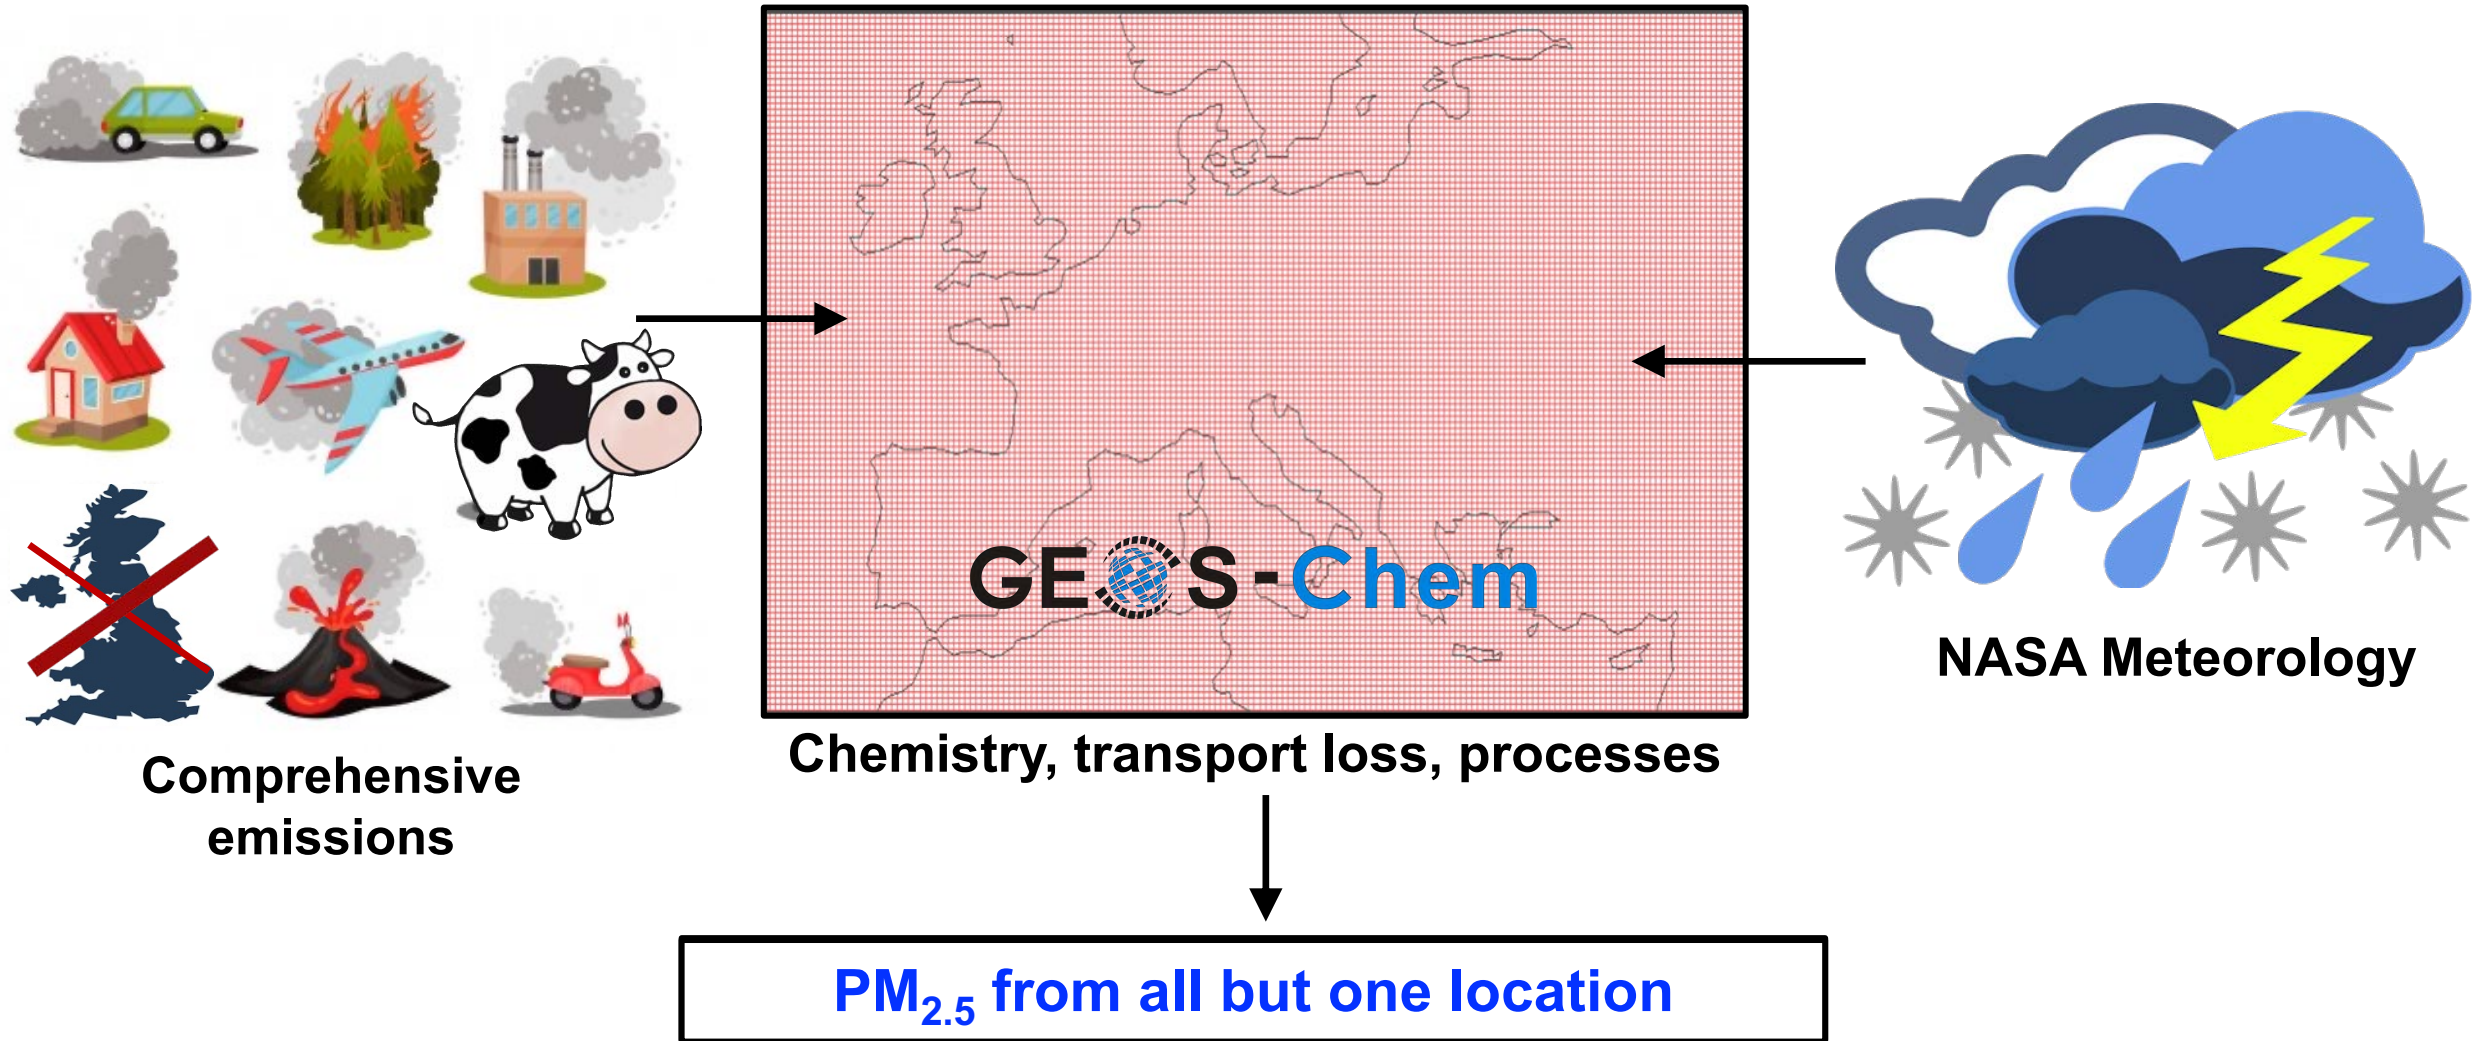 GEOS-Chem
NASA Meteorology
Chemistry, transport loss, processes
Comprehensive
emissions
PM2.5 from all but one location